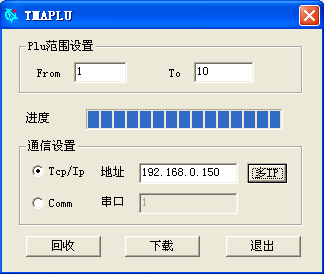 TMAPLU
Plu范围设置
From 1 To 10
进度
通信设置
Tcp/Ip 地址 192.168.0.150 多IP
Comm 串口 1
回收 下载 退出